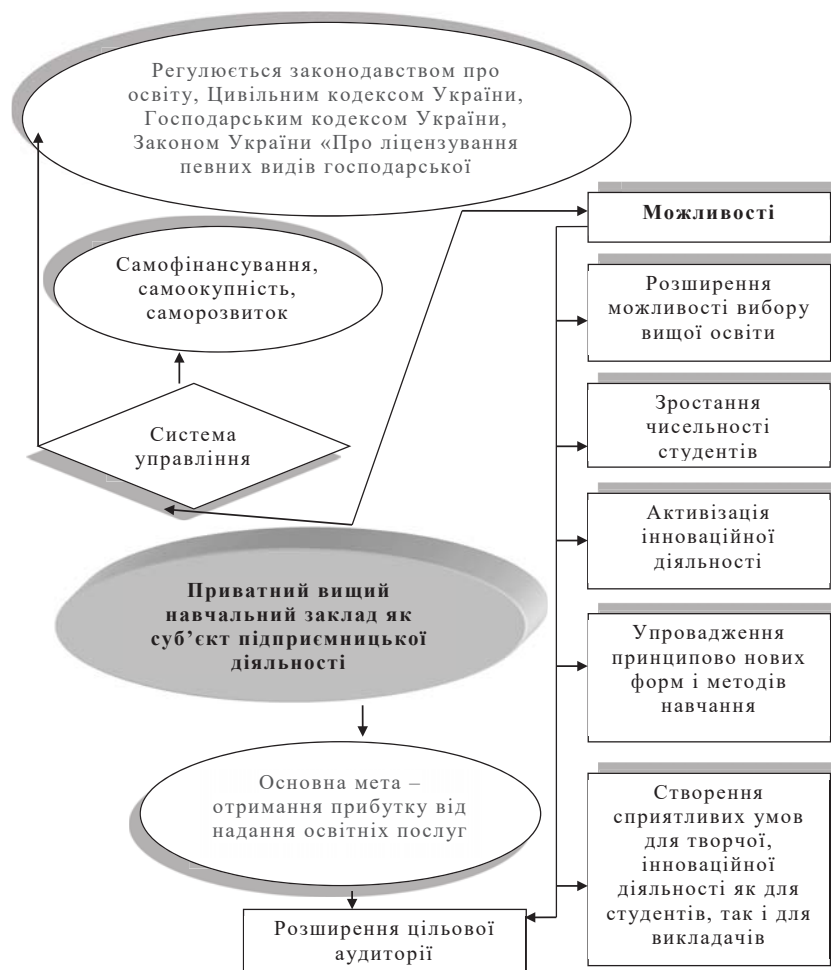 Регулюється законодавством про
освіту, Цивільним кодексом України,
Господарським кодексом України,
Законом України «Про ліцензування
певних видів господарської
Можливості
Самофінансування,
самоокупність,
саморозвиток
Розширення
можливості вибору
вищої освіти
Система
управління
Зростання
чисельності
студентів
Активізація
інноваційної
діяльності
Приватний вищий
навчальний заклад як
суб’єкт підприємницької
діяльності
Упровадження
принципово нових
форм і методів
навчання
Основна мета –
отримання прибутку від
надання освітніх послуг
Створення
сприятливих умов
для творчої,
інноваційної
діяльності як для
студентів, так і для
викладачів
Розширення цільової
аудиторії